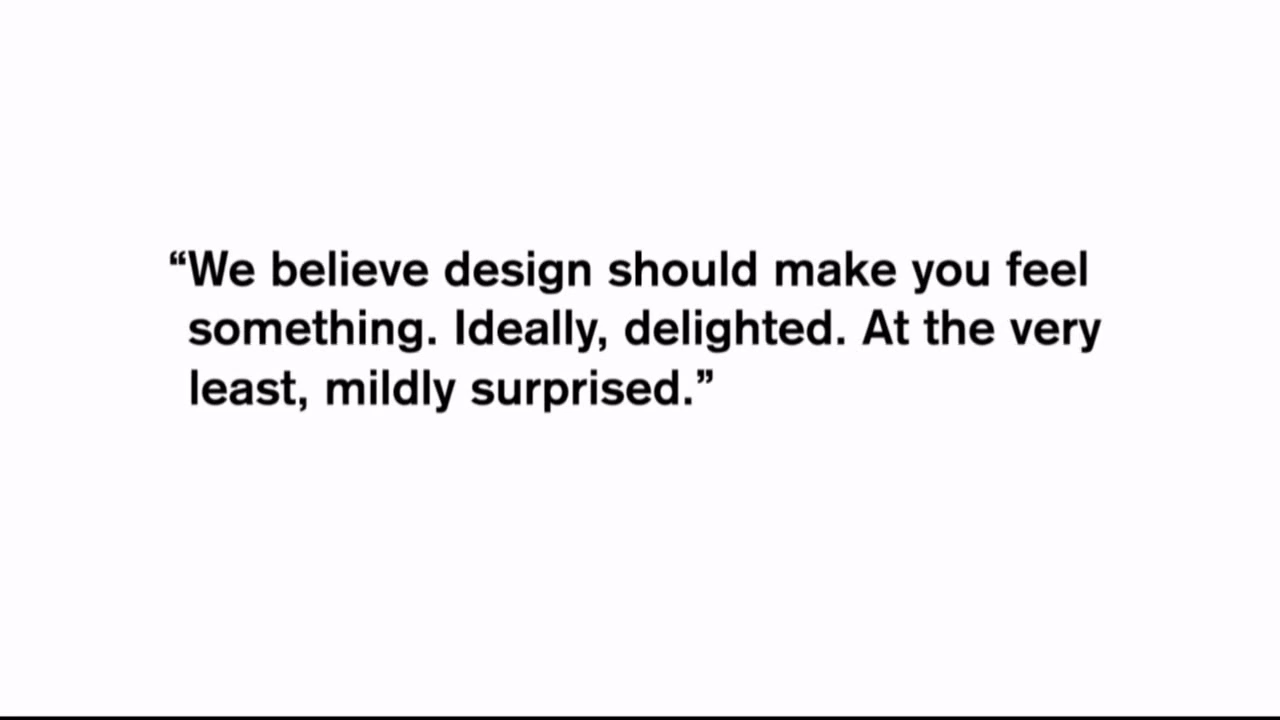 “We believe design should make you feel
something. Ideally, delighted. At the very
least, mildly surprised.”